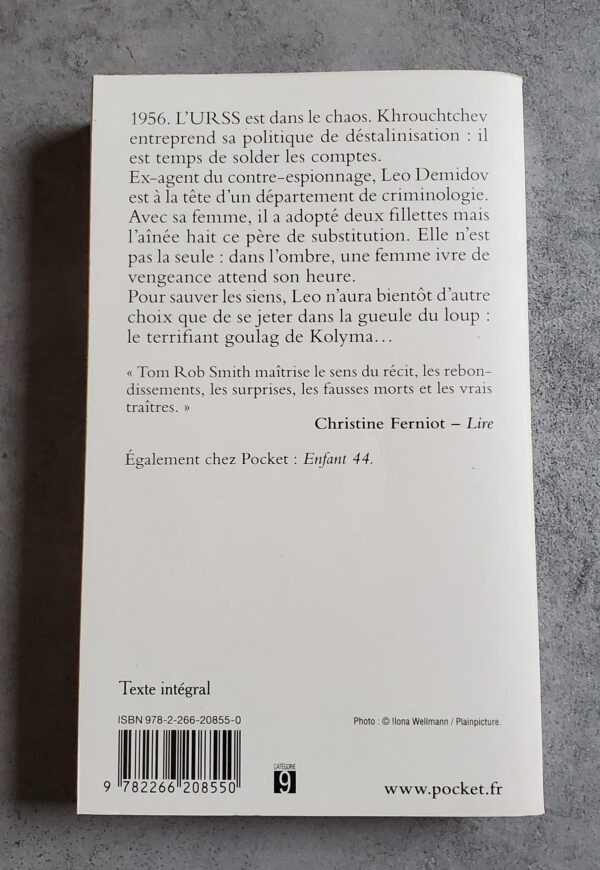 1956. L'URSS est dans le chaos. Khrouchtchev
entreprend sa politique de déstalinisation : il
est temps de solder les comptes.
Ex-agent du contre-espionnage, Leo Demidov
est à la tête d'un département de criminologie.
Avec sa femme, il a adopté deux fillettes mais
l'aînée hait ce père de substitution. Elle n'est
pas la seule : dans l'ombre, une femme ivre de
vengeance attend son heure.
Pour sauver les siens, Leo n'aura bientôt d'autre
choix que de se jeter dans la gueule du loup :
le terrifiant goulag de Kolyma…
« Tom Rob Smith maîtrise le sens du récit, les rebon-
dissements, les surprises, les fausses morts et les vrais
traîtres. »
Christine Ferniot – Lire
Également chez Pocket : Enfant 44.
Texte intégral
ISBN 978-2-266-20855-0
Photo : © Ilona Wellmann / Plainpicture.
CATÉGORIE
9
9 782266 208550
www.pocket.fr